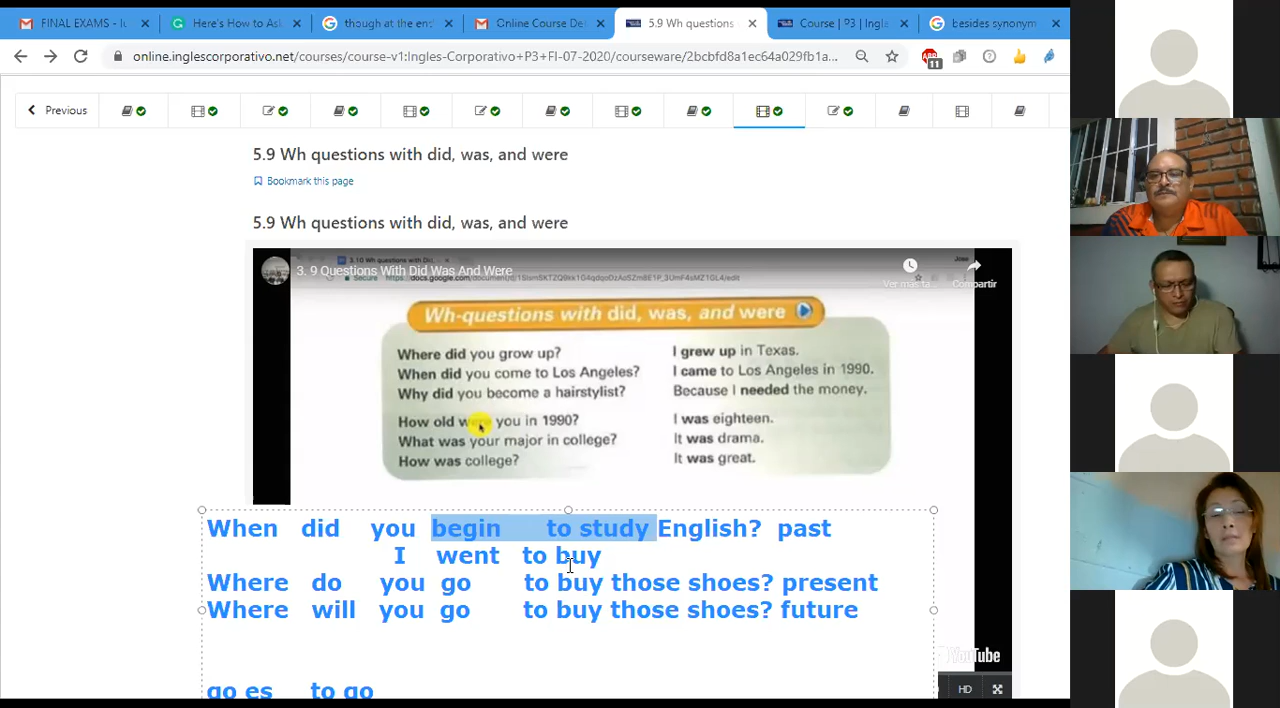 FINAL EXAMS - Iu
Here's How to Ask
though at the en
Online Course De
5.9 Wh questions
Course | P3 | Ingle
besides synonym
online.inglescorporativo.net/courses/course-v1:Ingles-Corporativo+P3+FI-07-2020/courseware/2bcbfd8a1ec64a029fb1a...
11
Previous
5.9 Wh questions with did, was, and were
Bookmark this page
5.9 Wh questions with did, was, and were
3. 9 Questions With Did Was And Were
Ver más ta...
Compartir
Wh-questions with did, was, and were
Where did you grow up? I grew up in Texas.
When did you come to Los Angeles? I came to Los Angeles in 1990.
Why did you become a hairstylist? Because I needed the money.
How old were you in 1990? I was eighteen.
What was your major in college? It was drama.
How was college? It was great.
When did you begin to study English? past
I went to buy
Where do you go to buy those shoes? present
Where will you go to buy those shoes? future
YouTube
go es to go
HD